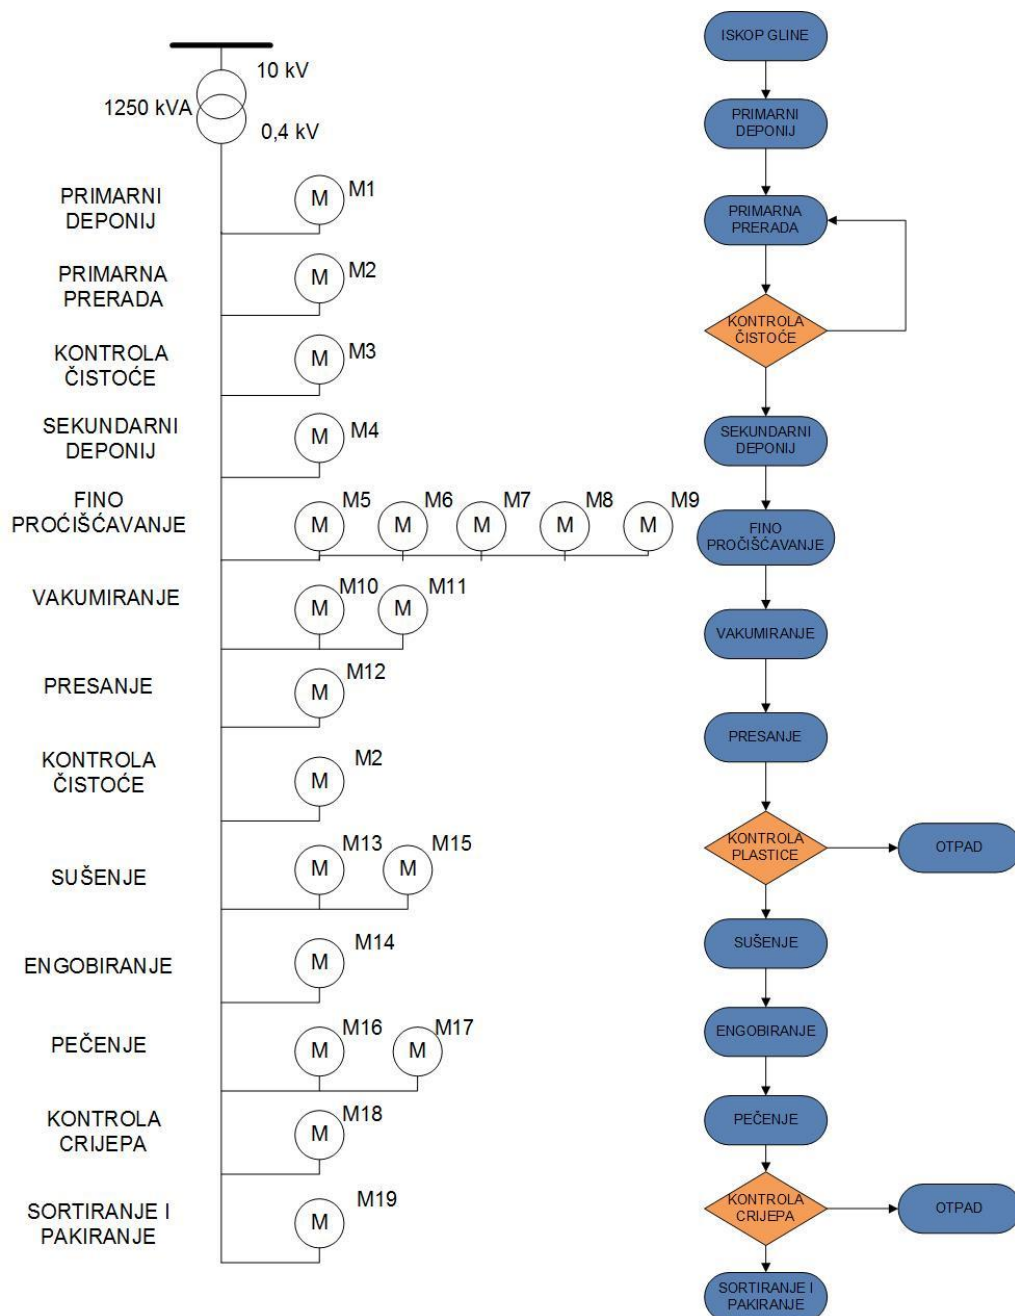 10 kV
1250 kVA
0,4 kV
PRIMARNI
DEPONIJ
M
M1
PRIMARNA
PRERADA
M
M2
KONTROLA
ČISTOĆE
M
M3
SEKUNDARNI
DEPONIJ
M
M4
FINO
PROĆIŠĆAVANJE
M
M5
M
M6
M
M7
M
M8
M
M9
VAKUMIRANJE
M
M10
M
M11
PRESANJE
M
M12
KONTROLA
ČISTOĆE
M
M2
SUŠENJE
M
M13
M
M15
ENGOBIRANJE
M
M14
PEČENJE
M
M16
M
M17
KONTROLA
CRIJEPA
M
M18
SORTIRANJE I
PAKIRANJE
M
M19
ISKOP GLINE
PRIMARNI
DEPONIJ
PRIMARNA
PRERADA
KONTROLA
ČISTOĆE
SEKUNDARNI
DEPONIJ
FINO
PROČIŠĆAVANJE
VAKUMIRANJE
PRESANJE
KONTROLA
PLASTICE
OTPAD
SUŠENJE
ENGOBIRANJE
PEČENJE
KONTROLA
CRIJEPA
OTPAD
SORTIRANJE I
PAKIRANJE